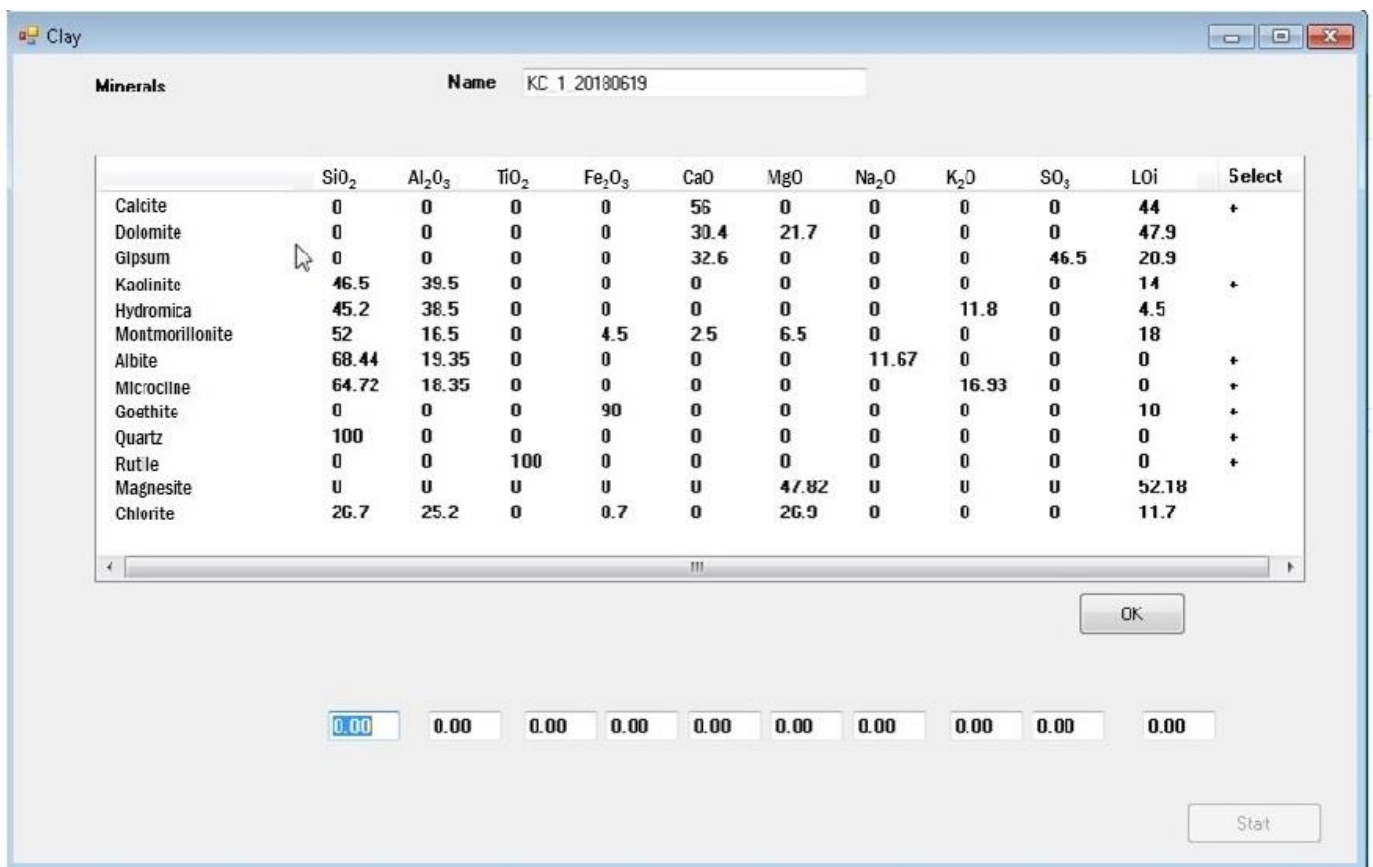 Clay
Minerals Name KC_1_20180619
SiO₂ Al₂O₃ TiO₂ Fe₂O₃ CaO MgO Na₂O K₂O SO₃ LOi Select
Calcite 0 0 0 0 56 0 0 0 0 44 +
Dolomite 0 0 0 0 30.4 21.7 0 0 0 47.9
Gipsum 0 0 0 0 32.6 0 0 0 46.5 20.9
Kaolinite 46.5 39.5 0 0 0 0 0 0 0 14 +
Hydromica 45.2 38.5 0 0 0 0 0 11.8 0 4.5
Montmorillonite 52 16.5 0 4.5 2.5 6.5 0 0 0 18
Albite 68.44 19.35 0 0 0 0 11.67 0 0 0 +
Microcline 64.72 18.35 0 0 0 0 0 16.93 0 0 +
Goethite 0 0 0 90 0 0 0 0 0 10 +
Quartz 100 0 0 0 0 0 0 0 0 0 +
Rutile 0 0 100 0 0 0 0 0 0 0 +
Magnesite 0 0 0 0 0 47.82 0 0 0 52.18
Chlorite 26.7 25.2 0 8.7 0 26.9 0 0 0 11.7
OK
0.00 0.00 0.00 0.00 0.00 0.00 0.00 0.00 0.00 0.00
Start